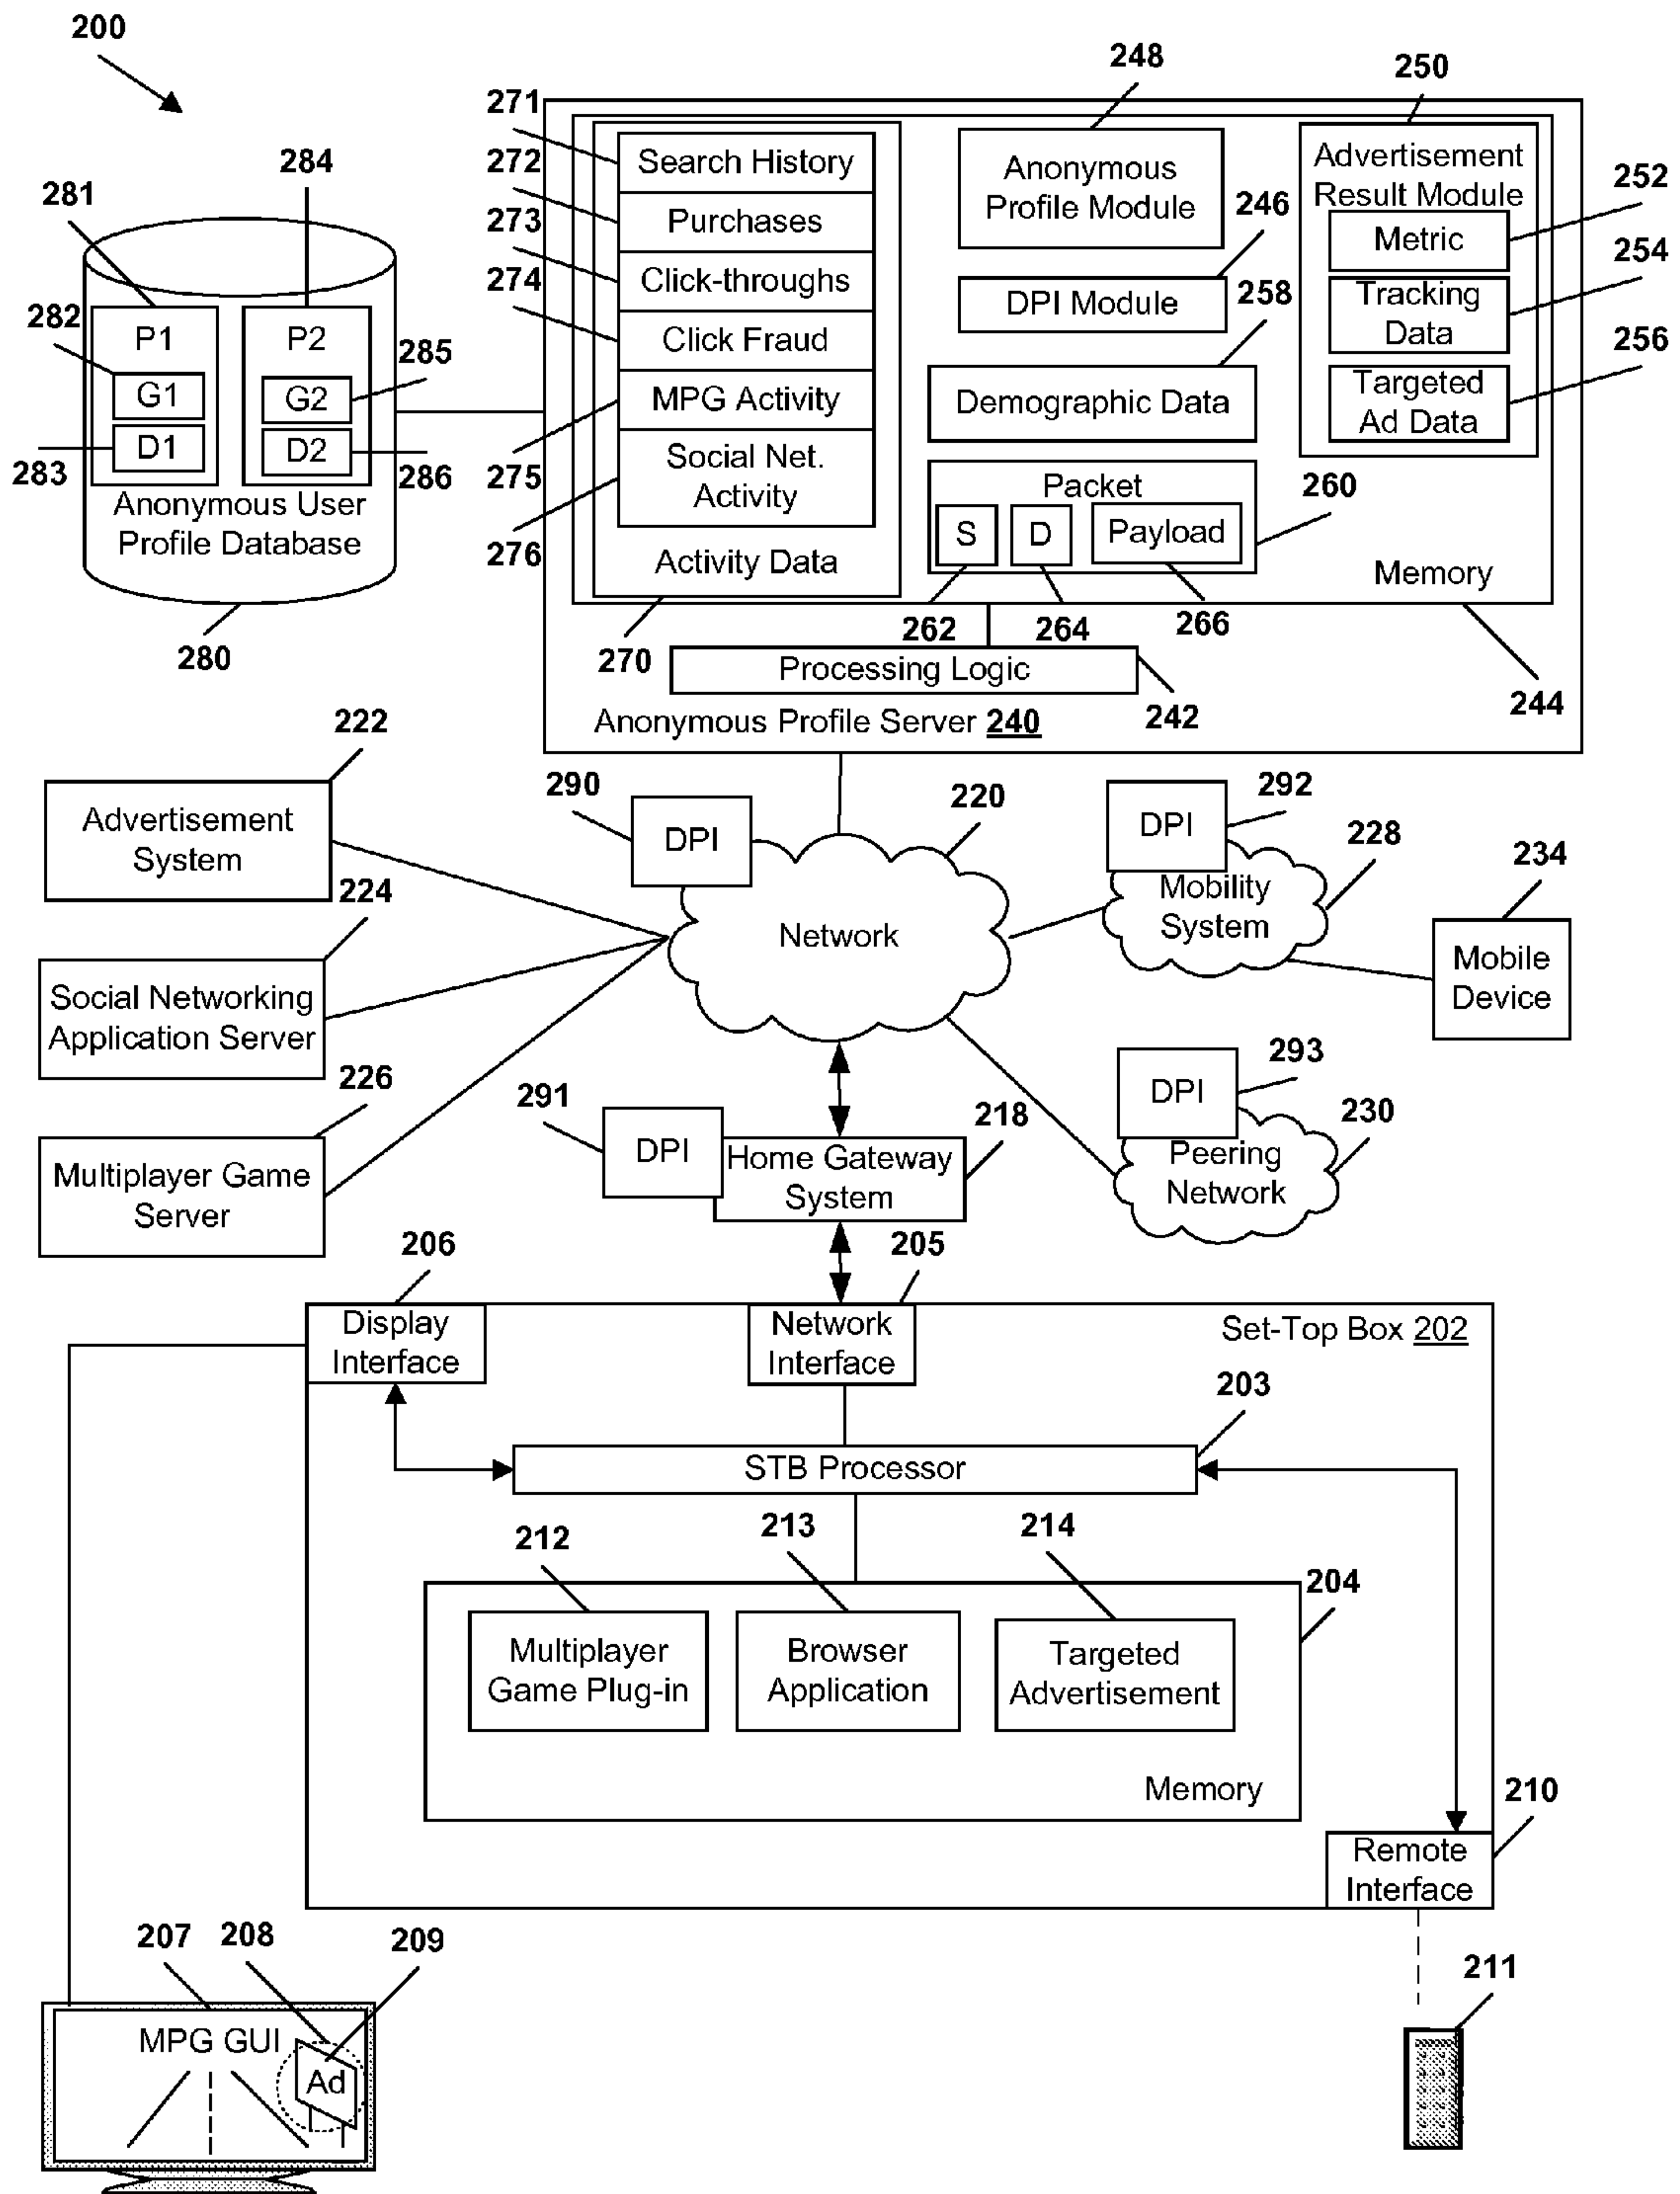 200
248
250
271
Search History
Anonymous
Profile Module
Advertisement
Result Module
272
284
252
281
Purchases
246
Metric
273
Click-throughs
254
274
DPI Module
258
Tracking
Data
282
P1
P2
Click Fraud
256
285
G1
G2
MPG Activity
Demographic Data
Targeted
Ad Data
D1
D2
283
286
275
Social Net.
Activity
Packet
260
Anonymous User
Profile Database
S
D
Payload
276
Activity Data
Memory
262
264
266
280
270
Processing Logic
244
242
Anonymous Profile Server 240
222
290
220
292
Advertisement
System
DPI
DPI
228
234
224
Mobility
System
Network
Mobile
Device
Social Networking
Application Server
293
226
291
DPI
218
230
DPI
Home Gateway
System
Peering
Network
Multiplayer Game
Server
206
205
Display
Interface
Network
Interface
Set-Top Box 202
203
STB Processor
212
213
214
204
Multiplayer
Game Plug-in
Browser
Application
Targeted
Advertisement
Memory
210
Remote
Interface
207
208
209
211
MPG GUI
Ad